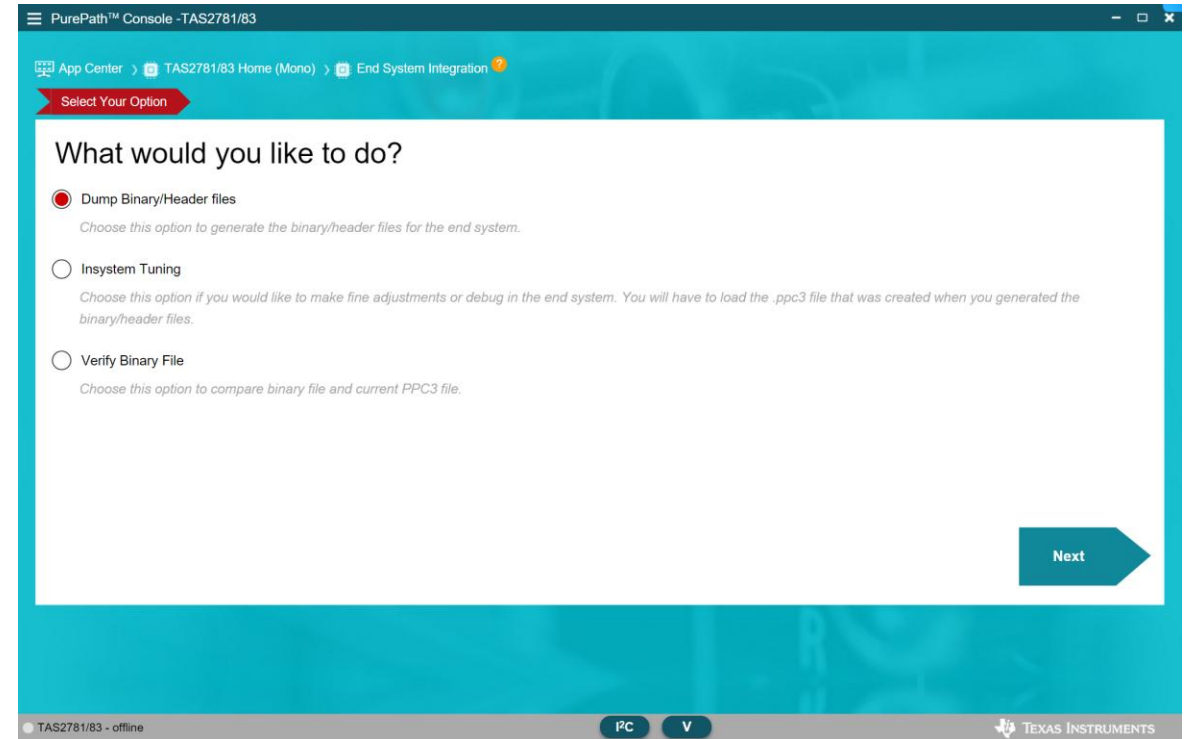 PurePath™ Console -TAS2781/83
App Center > TAS2781/83 Home (Mono) > End System Integration ?
Select Your Option
What would you like to do?
Dump Binary/Header files
Choose this option to generate the binary/header files for the end system.
Insystem Tuning
Choose this option if you would like to make fine adjustments or debug in the end system. You will have to load the .ppc3 file that was created when you generated the
binary/header files.
Verify Binary File
Choose this option to compare binary file and current PPC3 file.
Next
TAS2781/83 - offline
I²C
V
TEXAS INSTRUMENTS